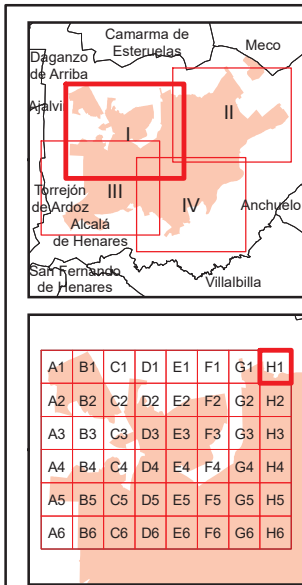 Camarma de
Esteruelas
Meco
Daganzo
de Arriba
Ajalvi
I
II
Torrejón
de Ardoz
III
IV
Anchuelo
Alcalá
de Henares
San Fernando
de Henares
Villalbilla
A1 B1 C1 D1 E1 F1 G1 H1
A2 B2 C2 D2 E2 F2 G2 H2
A3 B3 C3 D3 E3 F3 G3 H3
A4 B4 C4 D4 E4 F4 G4 H4
A5 B5 C5 D5 E5 F5 G5 H5
A6 B6 C6 D6 E6 F6 G6 H6